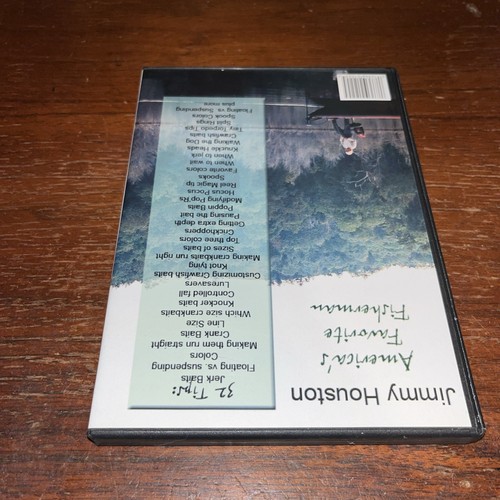 Jimmy Houston
America's
Favorite
Fisherman
32 Tips:
Jerk Baits
Floating vs. suspending
Colors
Making them run straight
Crank Baits
Line Size
Which size crankbaits
Knocker baits
Controlled fall
Luresavers
Customizing Crawfish baits
Knot tying
Making crankbaits run right
Sizes of baits
Top three colors
Crickhoppers
Getting extra depth
Pausing the bait
Poppin Baits
Modifying Pop Rs
Hocus Pocus
Reel Magic tip
Spooks
Favorite colors
When to wait
When to jerk
Knuckle Heads
Walking the Dog
Crawfish baits
Tiny Torpedo Tips
Split Rings
Spook Colors
Floating vs. Suspending
plus more